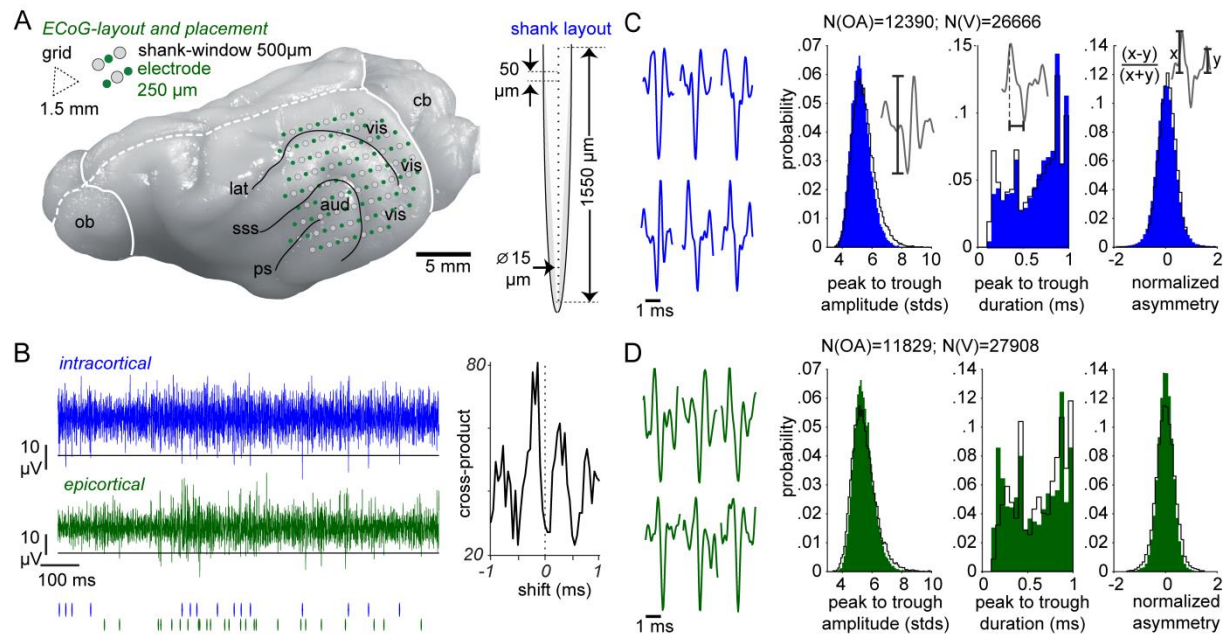 A
ECoG-layout and placement
grid
shank-window 500µm
electrode
250 µm
1.5 mm
cb
vis
vis
vis
lat
aud
sss
ps
ob
5 mm
shank layout
50
µm
1550 µm
Ø 15
µm
B
intracortical
10
µV
epicortical
10
µV
100 ms
80
cross-product
20
-1
0
1
shift (ms)
C
1 ms
N(OA)=12390; N(V)=26666
.07
.06
.05
.04
.03
.02
.01
0
probability
4 6 8 10
peak to trough
amplitude (stds)
.15
.1
.05
0
0 0.5 1
peak to trough
duration (ms)
.14
.12
.10
.08
.06
.04
.02
0
(x-y)
(x+y)
x
y
-2 0 2
normalized
asymmetry
D
1 ms
N(OA)=11829; N(V)=27908
.07
.06
.05
.04
.03
.02
.01
0
probability
4 6 8 10
peak to trough
amplitude (stds)
.14
.12
.10
.08
.06
.04
.02
0
0 0.5 1
peak to trough
duration (ms)
.14
.12
.10
.08
.06
.04
.02
0
-2 0 2
normalized
asymmetry